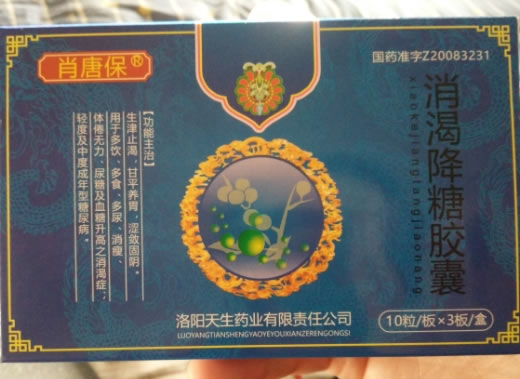 肖唐保®
国药准字Z20083231
消渴降糖胶囊
xiaokejiangtangjiaonang
【功能主治】
生津止渴，甘平养胃，涩敛固阴。
用于多饮、多食、多尿、消瘦、
体倦无力、尿糖及血糖升高之消渴症；
轻度及中度成年型糖尿病。
洛阳天生药业有限责任公司
LUOYANGTIANSHENGYAOYEYOUXIANZERENGONGSI
10粒/板×3板/盒